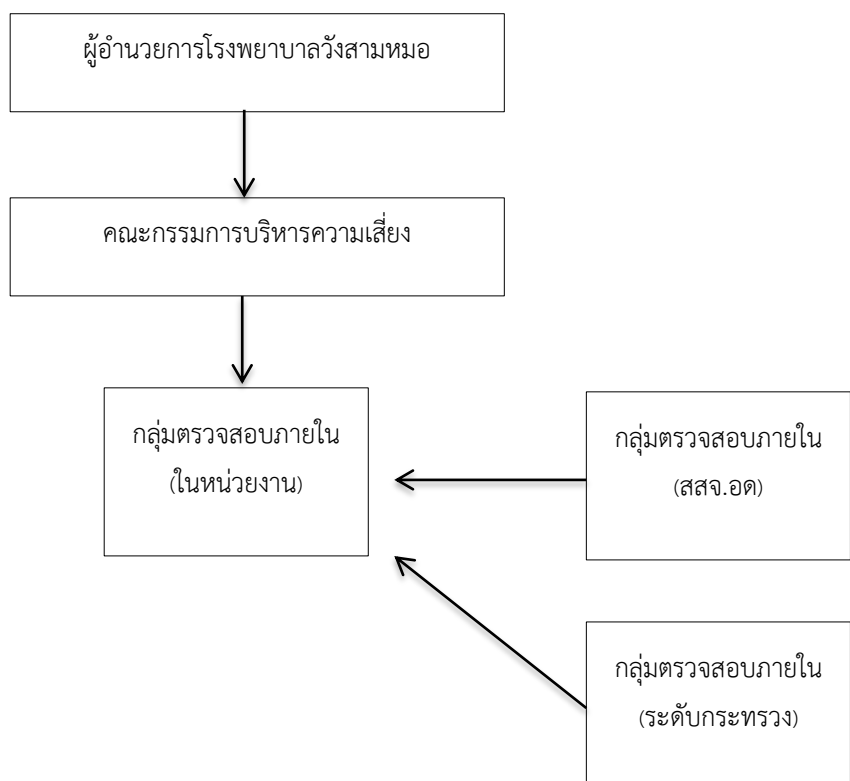 ผู้อำนวยการโรงพยาบาลวังสามหมอ
คณะกรรมการบริหารความเสี่ยง
กลุ่มตรวจสอบภายใน
(ในหน่วยงาน)
กลุ่มตรวจสอบภายใน
(สสจ.อด)
กลุ่มตรวจสอบภายใน
(ระดับกระทรวง)